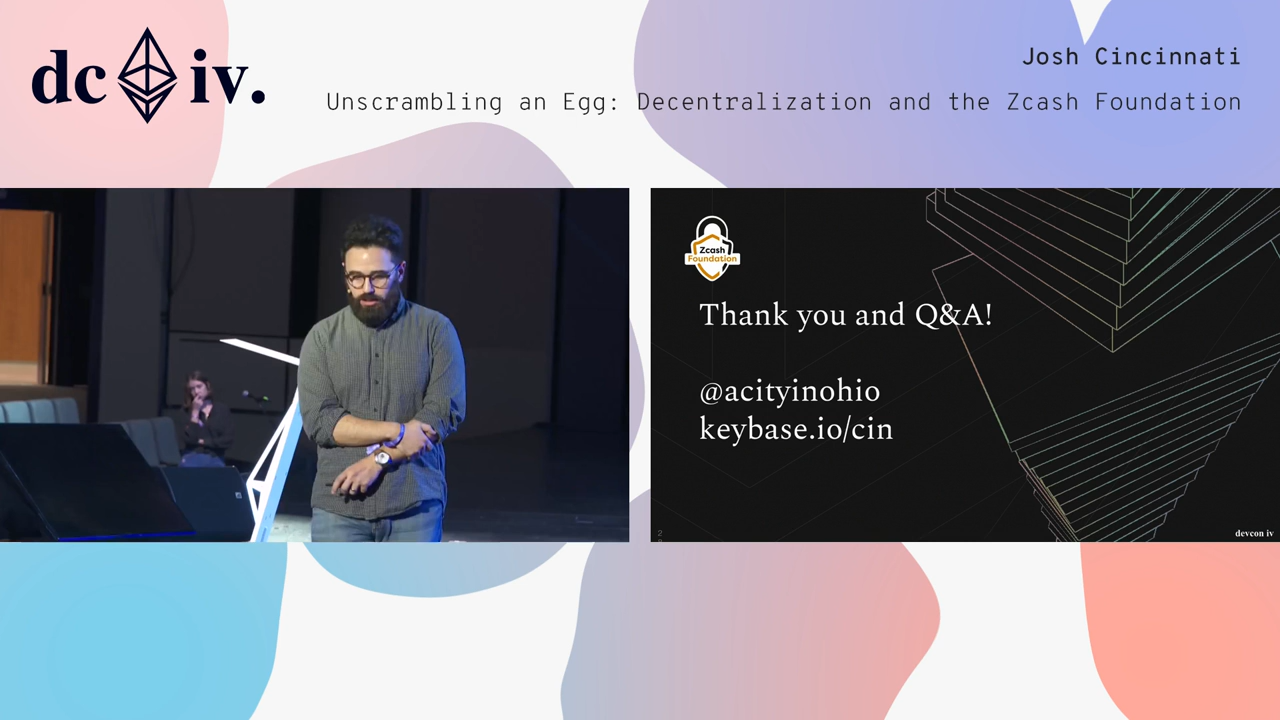 dc iv.
Josh Cincinnati
Unscrambling an Egg: Decentralization and the Zcash Foundation
Zcash
Foundation
Thank you and Q&A!
@acityinohio
keybase.io/cin
devcon iv